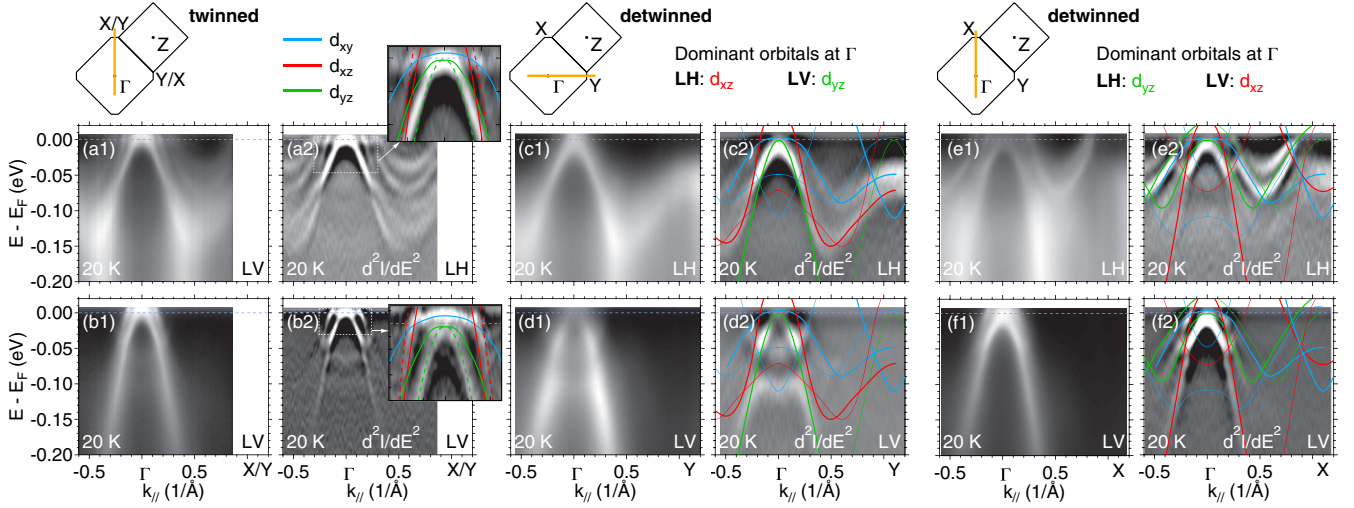 X/Y
twinned
Z
Γ
Y/X
d_xy
d_xz
d_yz
X
detwinned
Z
Γ
Y
Dominant orbitals at Γ
LH: d_xz LV: d_yz
X
detwinned
Z
Γ
Y
Dominant orbitals at Γ
LH: d_yz LV: d_xz
E - E_F (eV)
0.00
-0.05
-0.10
-0.15
0.20
(a1)
20 K
LV
(a2)
20 K
d²I/dE²
LH
(c1)
20 K
LH
(c2)
20 K
d²I/dE²
LH
(e1)
20 K
LH
(e2)
20 K
d²I/dE²
LH
E - E_F (eV)
0.00
-0.05
-0.10
-0.15
-0.20
(b1)
20 K
LV
(b2)
20 K
d²I/dE²
LV
(d1)
20 K
LV
(d2)
20 K
d²I/dE²
LV
(f1)
20 K
LV
(f2)
20 K
d²I/dE²
LV
-0.5 Γ 0.5 X/Y
k_// (1/Å)
-0.5 Γ 0.5 X/Y
k_// (1/Å)
-0.5 Γ 0.5 Y
k_// (1/Å)
-0.5 Γ 0.5 Y
k_// (1/Å)
-0.5 Γ 0.5 X
k_// (1/Å)
-0.5 Γ 0.5 X
k_// (1/Å)